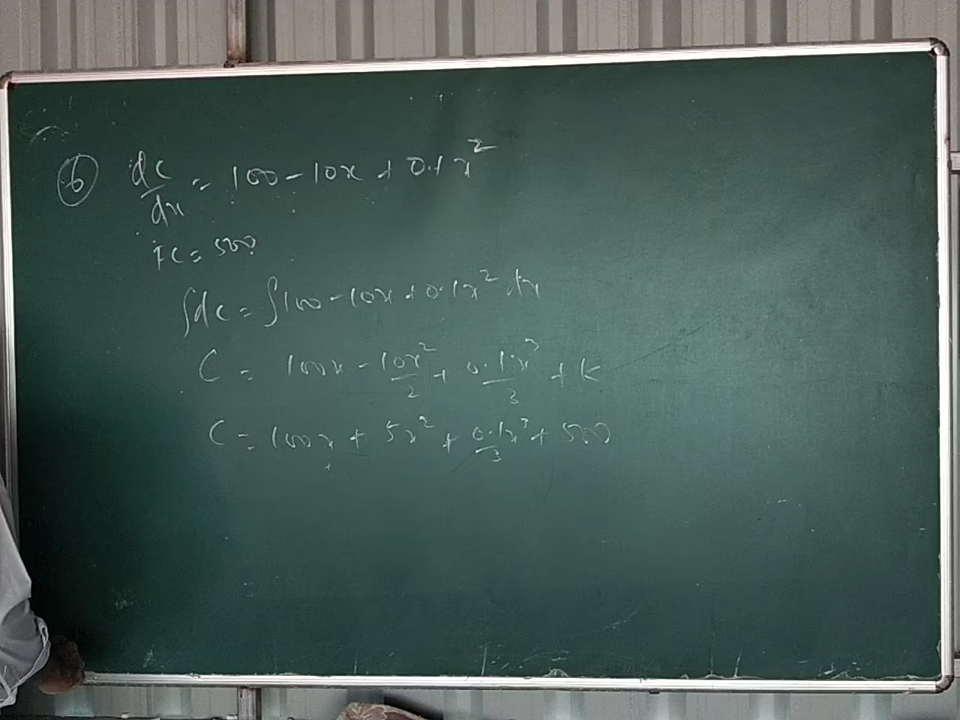 ⑥ dc/dx = 100 - 10x + 0.1x²
FC = 500
∫dc = ∫100 - 10x + 0.1x² dx
C = 100x - 10x²/2 + 0.1x³/3 + k
C = 100x + 5x² + 0.1x³/3 + 500